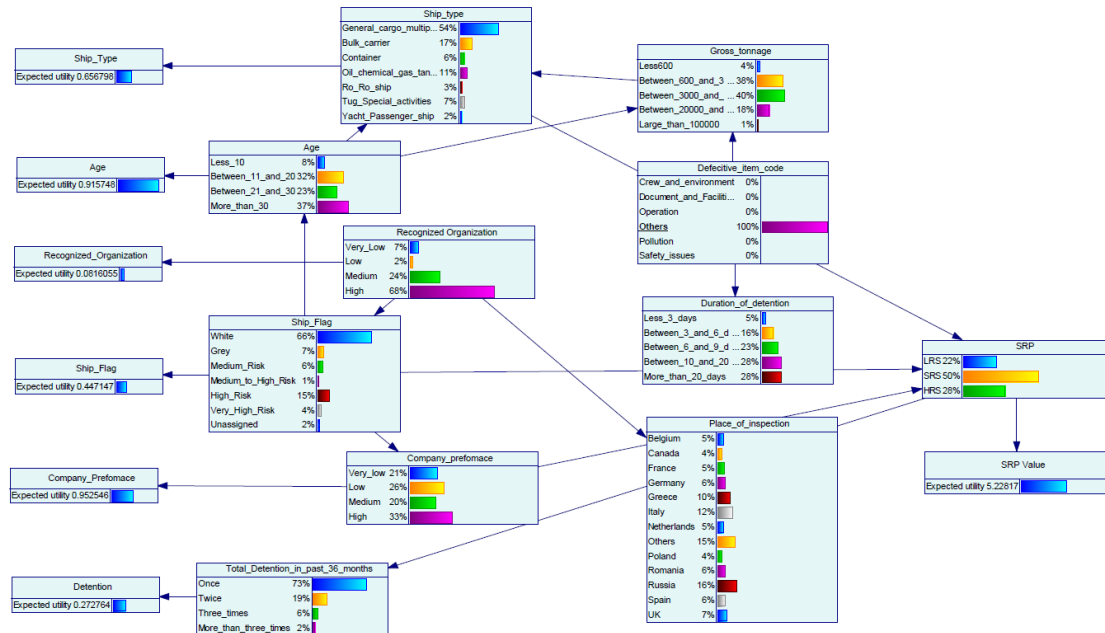 Ship_type
General_cargo_multip... 54%
Bulk_carrier 17%
Container 6%
Oil_chemical_gas_tan... 11%
Ro_Ro_ship 3%
Tug_Special_activities 7%
Yacht_Passenger_ship 2%
Ship_Type
Expected utility 0.656798
Gross_tonnage
Less600 4%
Between_600_and_3 ... 38%
Between_3000_and_ ... 40%
Between_20000_and ... 18%
Large_than_100000 1%
Age
Less_10 8%
Between_11_and_20 32%
Between_21_and_30 23%
More_than_30 37%
Age
Expected utility 0.915748
Defecitive_item_code
Crew_and_environment 0%
Document_and_Faciliti... 0%
Operation 0%
Others 100%
Pollution 0%
Safety_issues 0%
Recognized Organization
Very_Low 7%
Low 2%
Medium 24%
High 68%
Recognized_Organization
Expected utility 0.0816055
Ship_Flag
White 66%
Grey 7%
Medium_Risk 6%
Medium_to_High_Risk 1%
High_Risk 15%
Very_High_Risk 4%
Unassigned 2%
Ship_Flag
Expected utility 0.447147
Duration_of_detention
Less_3_days 5%
Between_3_and_6_d ... 16%
Between_6_and_9_d ... 23%
Between_10_and_20 ... 28%
More_than_20_days 28%
SRP
LRS 22%
SRS 50%
HRS 28%
Place_of_inspection
Belgium 5%
Canada 4%
France 5%
Germany 6%
Greece 10%
Italy 12%
Netherlands 5%
Others 15%
Poland 4%
Romania 6%
Russia 16%
Spain 6%
UK 7%
Company_prefomace
Very_low 21%
Low 26%
Medium 20%
High 33%
Company_Prefomace
Expected utility 0.952546
SRP Value
Expected utility 5.22817
Total_Detention_in_past_36_months
Once 73%
Twice 19%
Three_times 6%
More_than_three_times 2%
Detention
Expected utility 0.272764